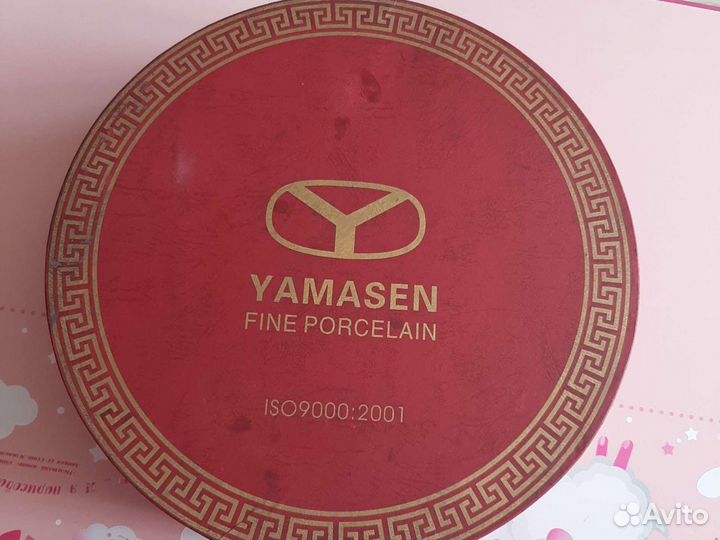 YAMASEN
FINE PORCELAIN
ISO9000:2001
Avito